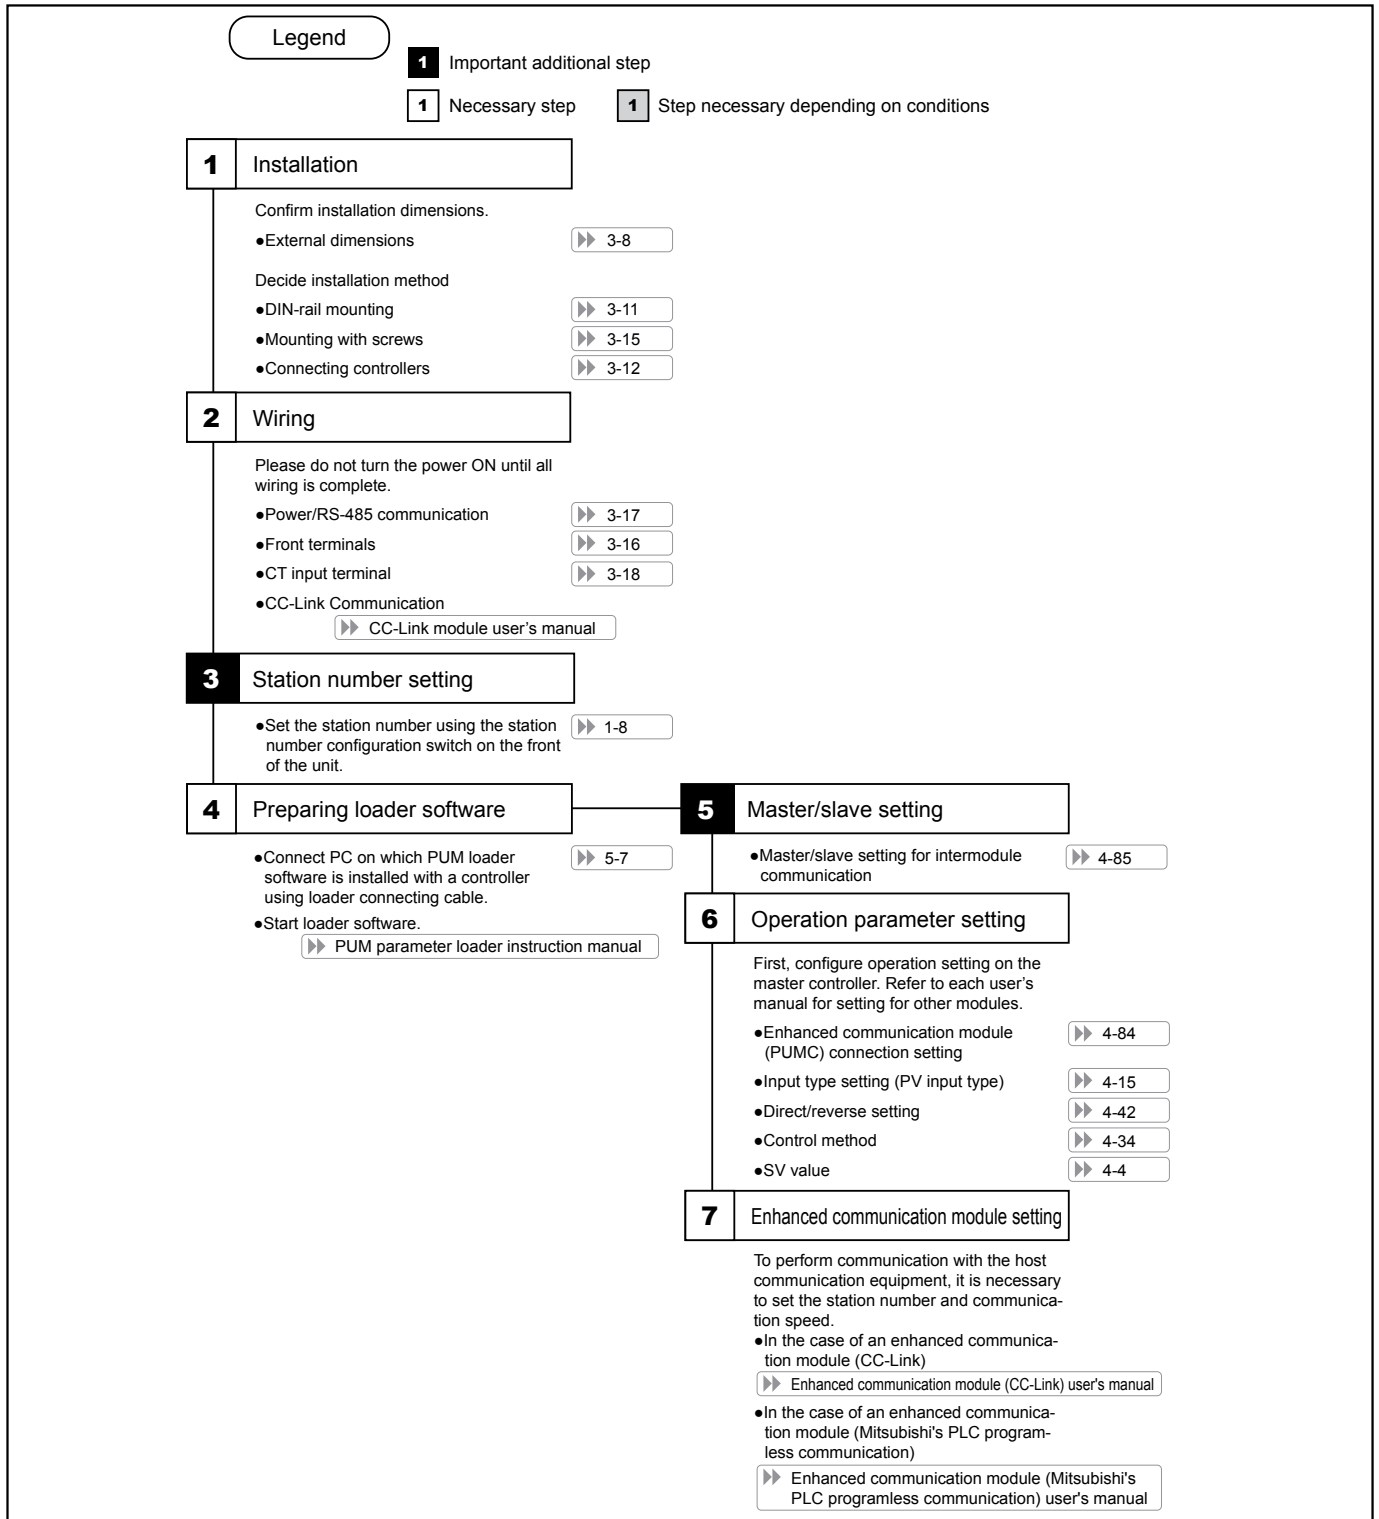 Legend
1 Important additional step
1 Necessary step
1 Step necessary depending on conditions
1 Installation
Confirm installation dimensions.
●External dimensions
3-8
Decide installation method
●DIN-rail mounting
3-11
●Mounting with screws
3-15
●Connecting controllers
3-12
2 Wiring
Please do not turn the power ON until all
wiring is complete.
●Power/RS-485 communication
3-17
●Front terminals
3-16
●CT input terminal
3-18
●CC-Link Communication
CC-Link module user’s manual
3 Station number setting
●Set the station number using the station
number configuration switch on the front
of the unit.
1-8
4 Preparing loader software
●Connect PC on which PUM loader
software is installed with a controller
using loader connecting cable.
5-7
●Start loader software.
PUM parameter loader instruction manual
5 Master/slave setting
●Master/slave setting for intermodule
communication
4-85
6 Operation parameter setting
First, configure operation setting on the
master controller. Refer to each user’s
manual for setting for other modules.
●Enhanced communication module
(PUMC) connection setting
4-84
●Input type setting (PV input type)
4-15
●Direct/reverse setting
4-42
●Control method
4-34
●SV value
4-4
7 Enhanced communication module setting
To perform communication with the host
communication equipment, it is necessary
to set the station number and communica-
tion speed.
●In the case of an enhanced communica-
tion module (CC-Link)
Enhanced communication module (CC-Link) user's manual
●In the case of an enhanced communica-
tion module (Mitsubishi's PLC program-
less communication)
Enhanced communication module (Mitsubishi's
PLC programless communication) user's manual